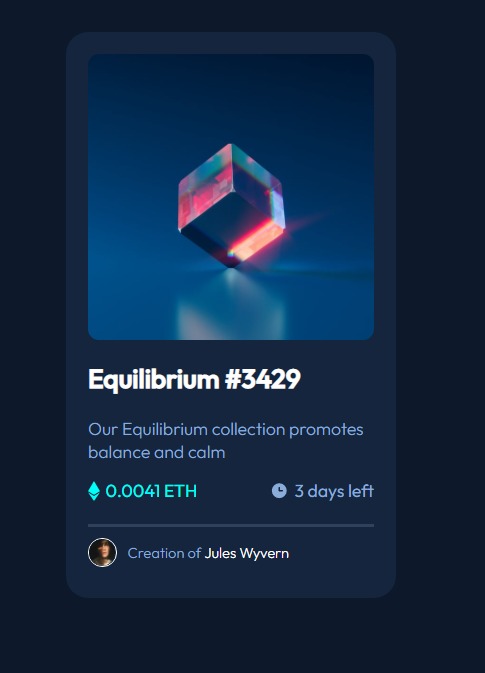 Equilibrium #3429
Our Equilibrium collection promotes
balance and calm
0.0041 ETH 3 days left
Creation of Jules Wyvern